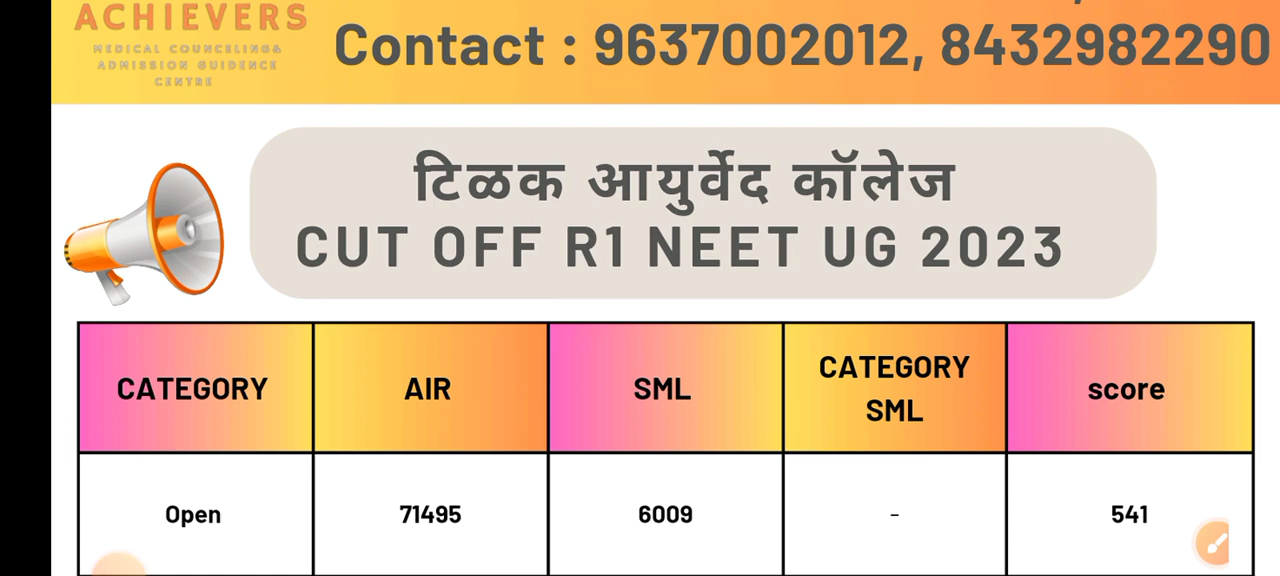 ACHIEVERS
MEDICAL COUNCELING&
ADMISSION GUIDENCE
CENTRE
Contact : 9637002012, 8432982290
टिळक आयुर्वेद कॉलेज
CUT OFF R1 NEET UG 2023
CATEGORY AIR SML CATEGORY SML score
Open 71495 6009 - 541